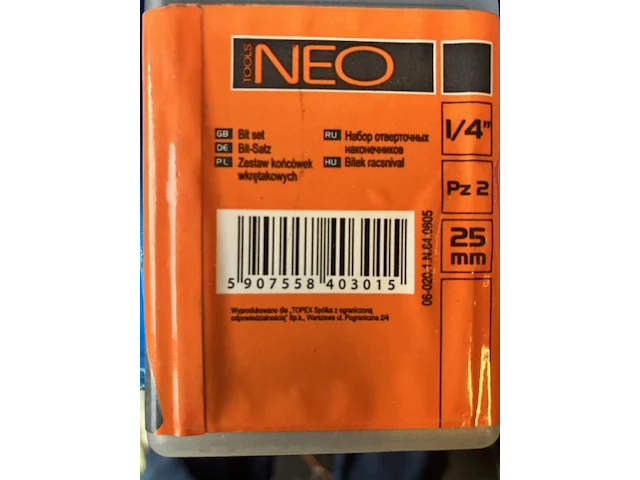 TOOLS NEO
1/4"
GB Bit set
DE Bit-Satz
PL Zestaw końcówek
wkrętakowych
RU Набор отверточных
наконечников
HU Bitek racsnival
Pz 2
25
mm
5 907558 403015
06-020.1.N.64.0805
Wyprodukowano dla „TOPEX Spółka z ograniczoną
odpowiedzialnością" Sp.k., Warszawa ul. Pograniczna 2/4